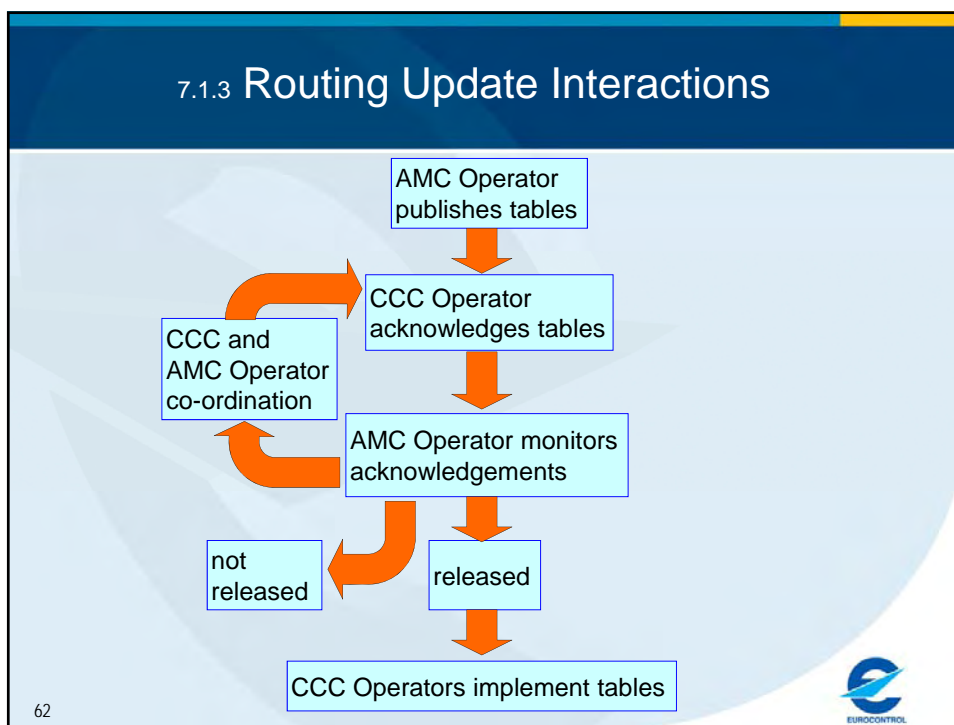 7.1.3 Routing Update Interactions
AMC Operator
publishes tables
CCC Operator
acknowledges tables
CCC and
AMC Operator
co-ordination
AMC Operator monitors
acknowledgements
not
released
released
CCC Operators implement tables
62
EUROCONTROL